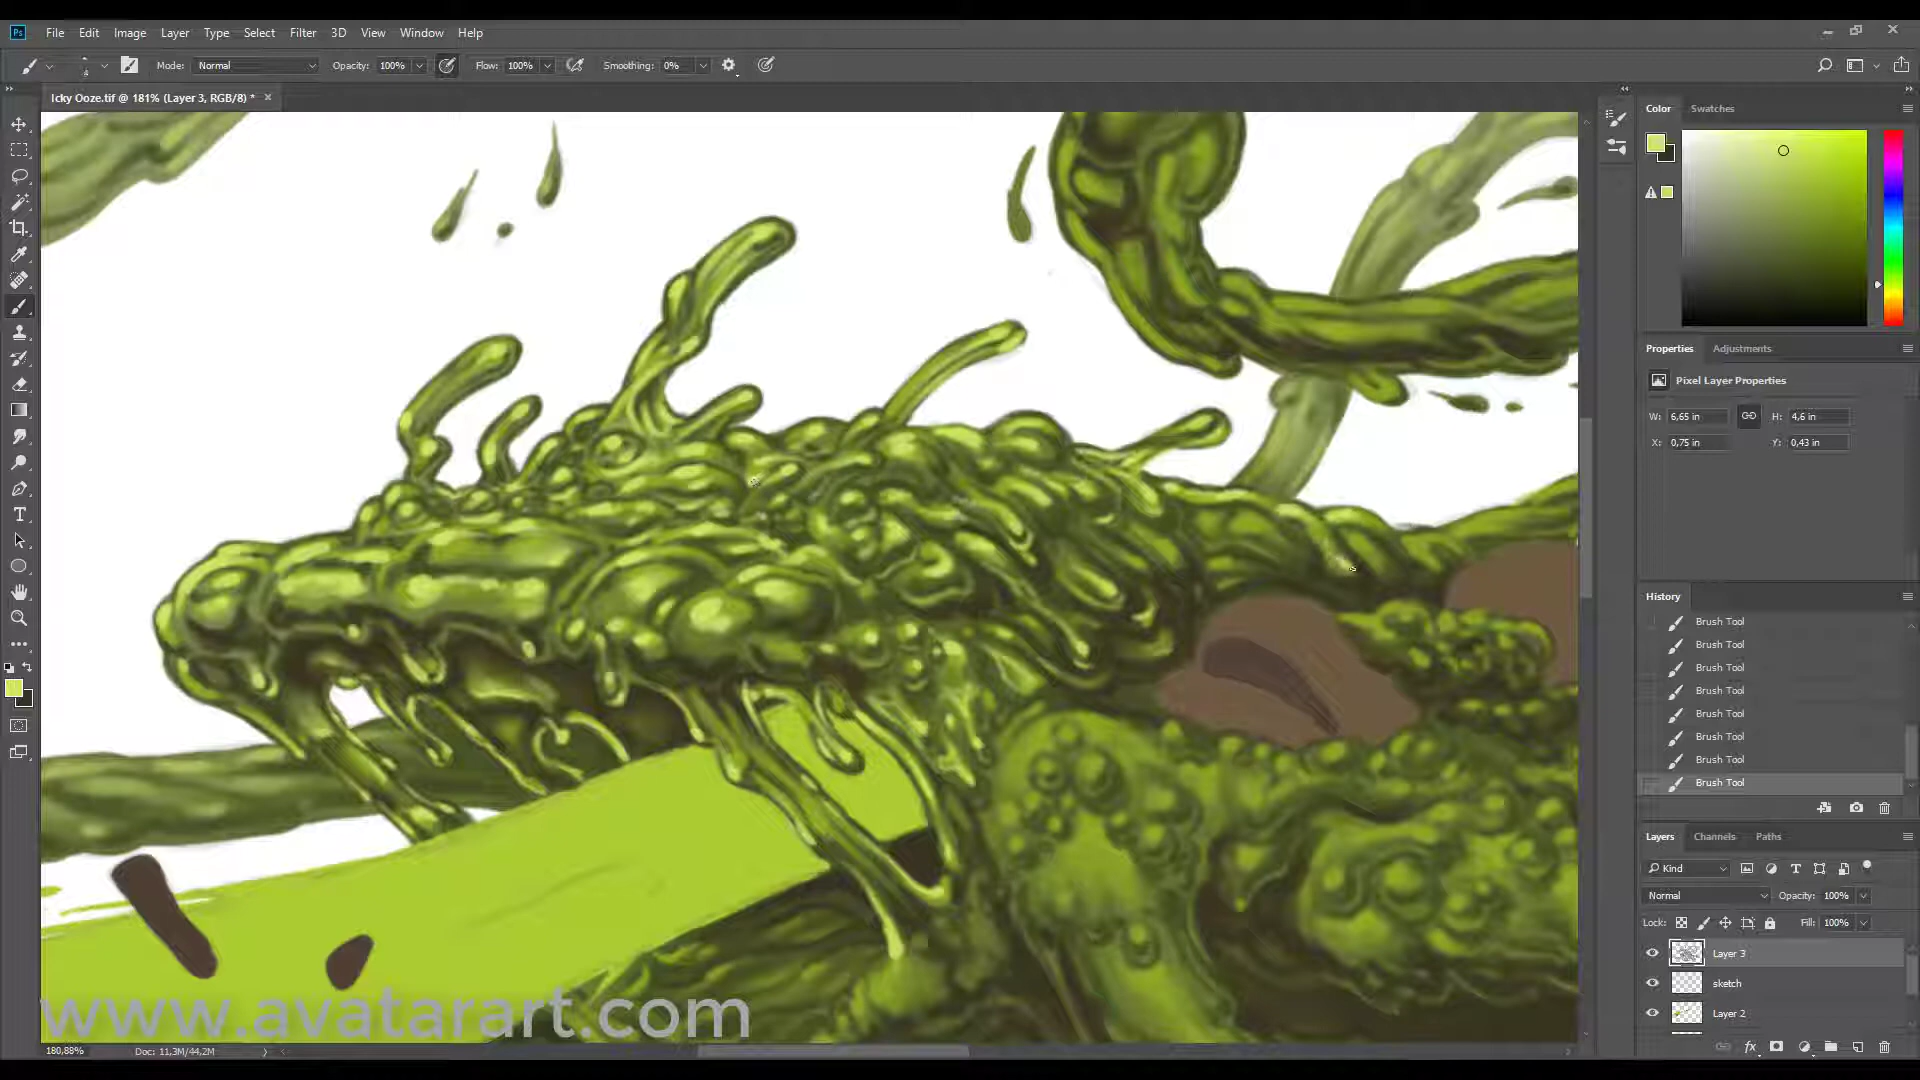 Ps File Edit Image Layer Type Select Filter 3D View Window Help
4 Mode: Normal Opacity: 100% Flow: 100% Smoothing: 0%
Icky Ooze.tif @ 181% (Layer 3, RGB/8) * ×
Color Swatches
Properties Adjustments
Pixel Layer Properties
W: 6,65 in H: 4,6 in
X: 0,75 in Y: 0,43 in
History
Brush Tool
Brush Tool
Brush Tool
Brush Tool
Brush Tool
Brush Tool
Brush Tool
Brush Tool
Layers Channels Paths
Kind
Normal Opacity: 100%
Lock: Fill: 100%
Layer 3
sketch
Layer 2
fx
www.avatarart.com
180,88% Doc: 11,3M/44,2M